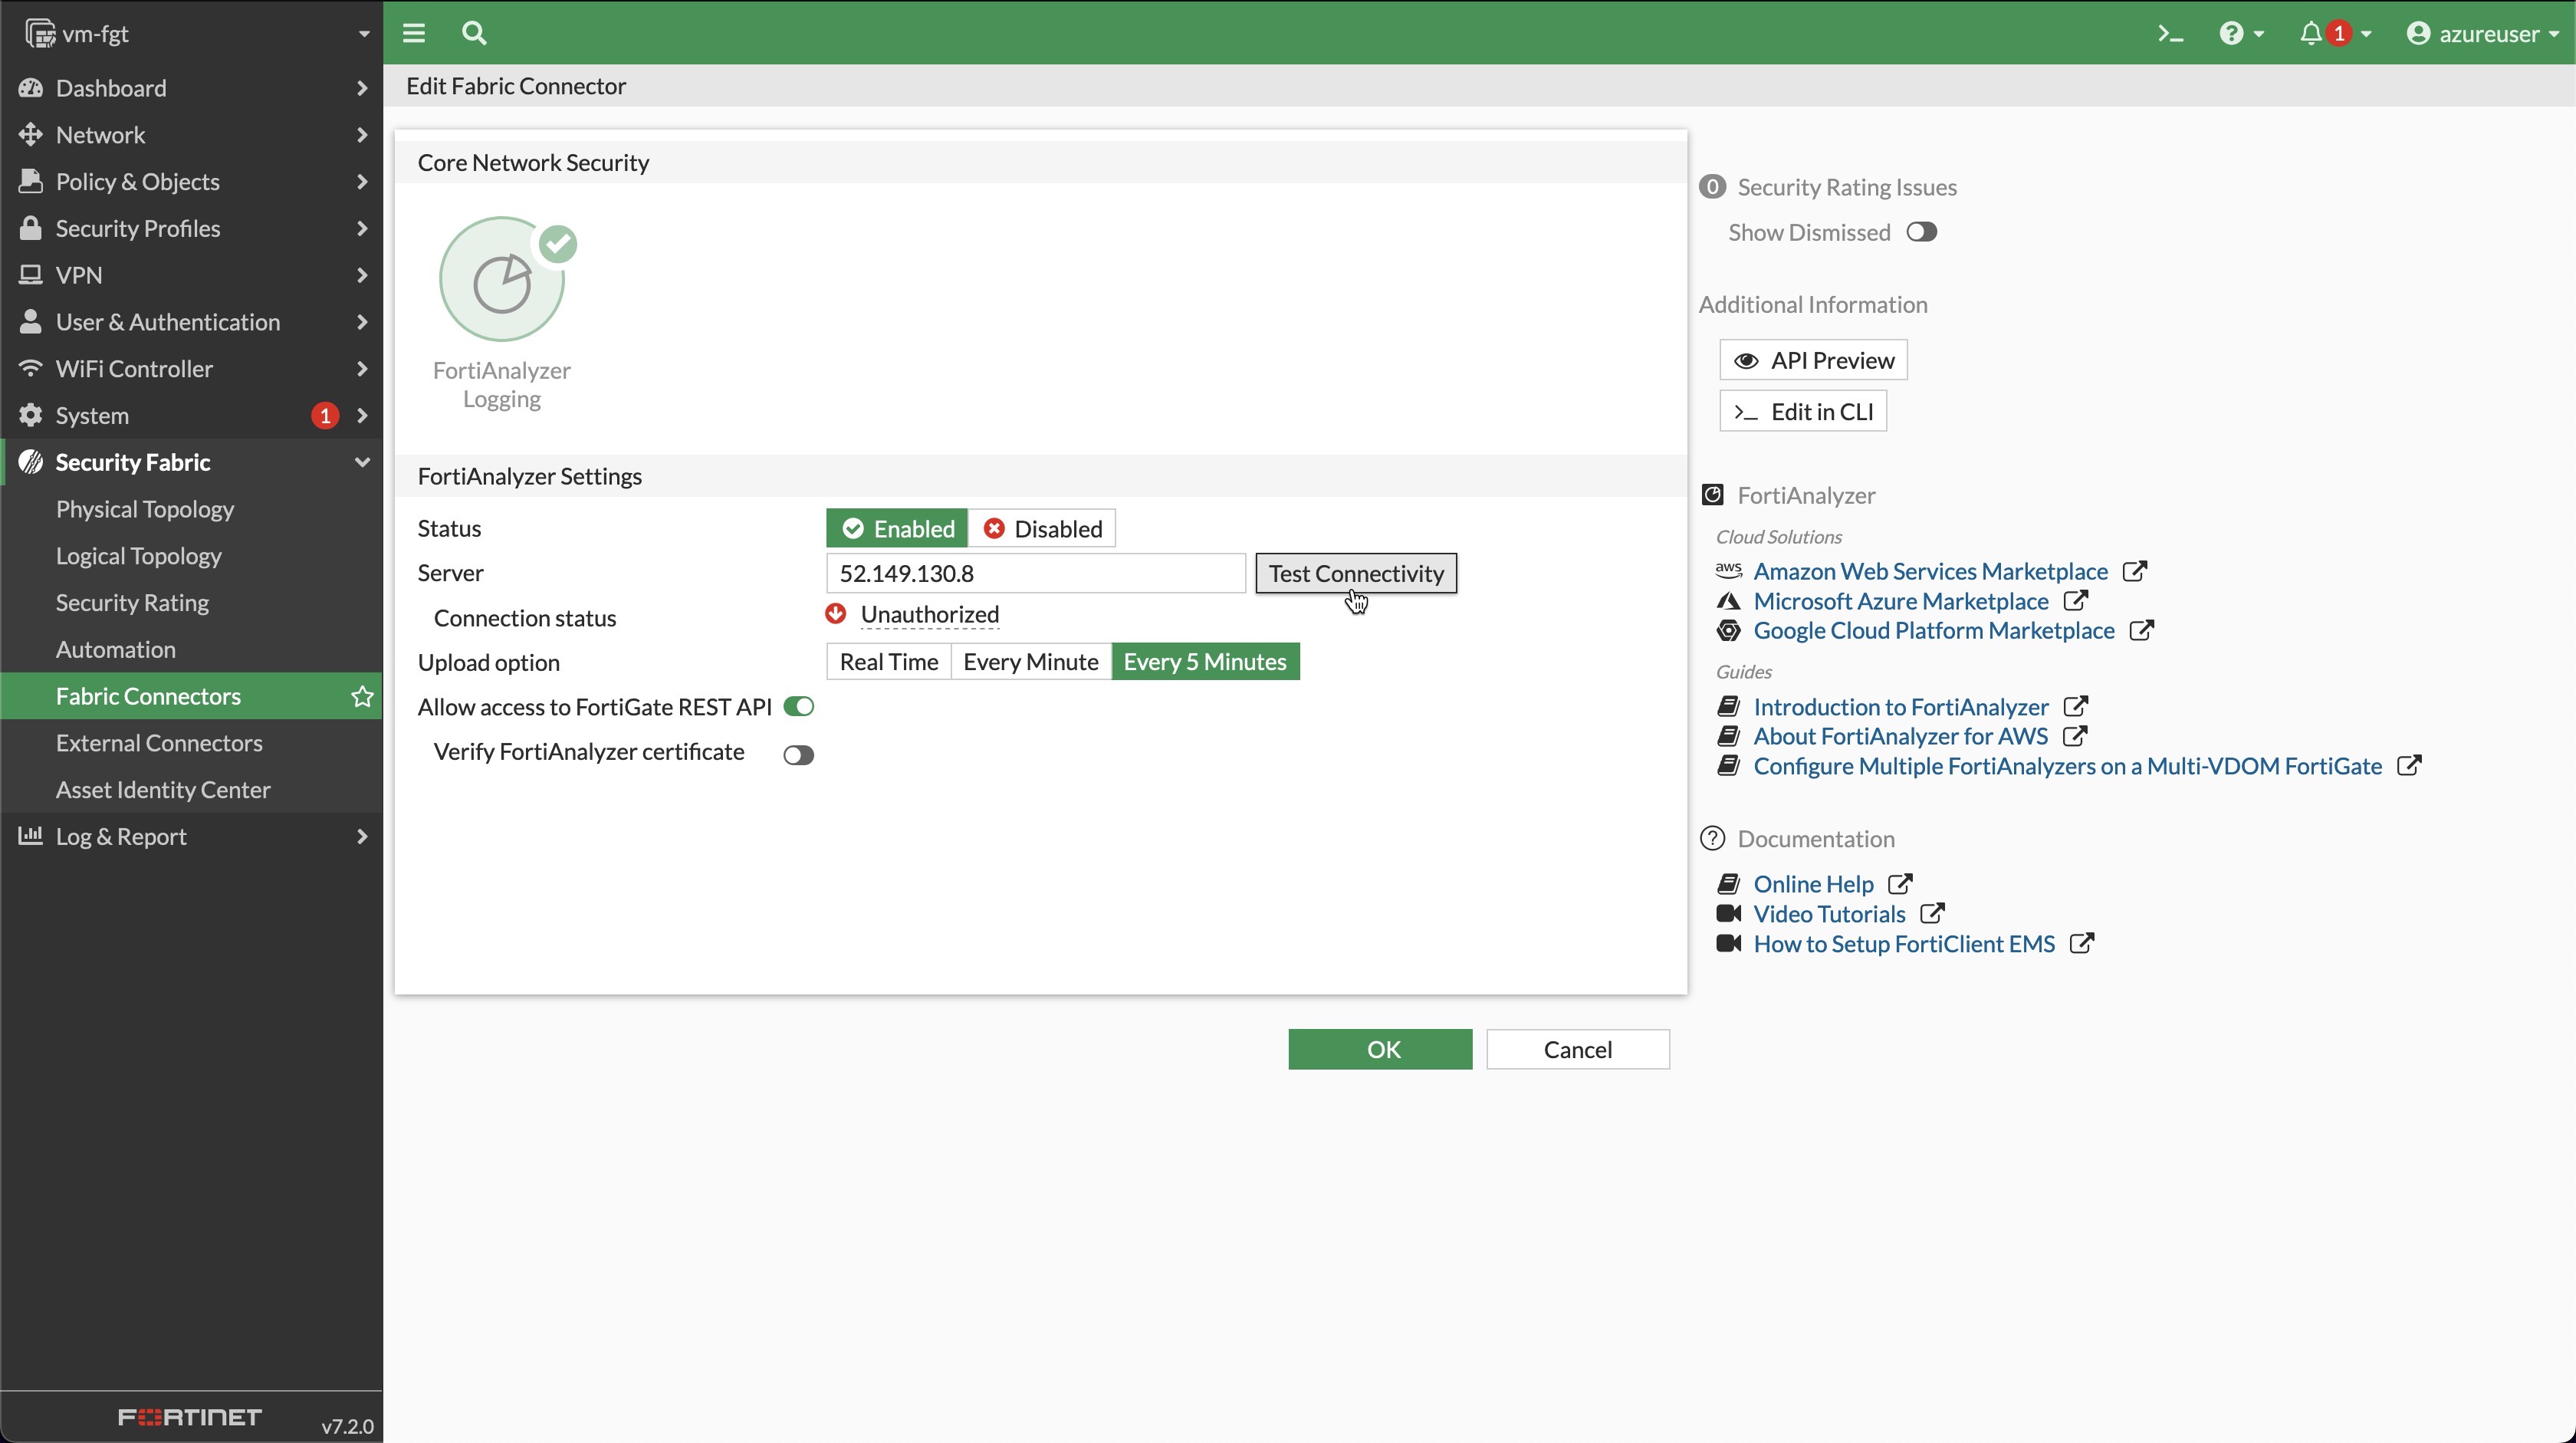 vm-fgt
Dashboard
Network
Policy & Objects
Security Profiles
VPN
User & Authentication
WiFi Controller
System 1
Security Fabric
Physical Topology
Logical Topology
Security Rating
Automation
Fabric Connectors
External Connectors
Asset Identity Center
Log & Report
FORTINET v7.2.0
>_ ? 1 azureuser
Edit Fabric Connector
Core Network Security
FortiAnalyzer
Logging
FortiAnalyzer Settings
Status Enabled Disabled
Server 52.149.130.8 Test Connectivity
Connection status Unauthorized
Upload option Real Time Every Minute Every 5 Minutes
Allow access to FortiGate REST API
Verify FortiAnalyzer certificate
OK Cancel
0 Security Rating Issues
Show Dismissed
Additional Information
API Preview
>_ Edit in CLI
FortiAnalyzer
Cloud Solutions
aws Amazon Web Services Marketplace
Microsoft Azure Marketplace
Google Cloud Platform Marketplace
Guides
Introduction to FortiAnalyzer
About FortiAnalyzer for AWS
Configure Multiple FortiAnalyzers on a Multi-VDOM FortiGate
? Documentation
Online Help
Video Tutorials
How to Setup FortiClient EMS